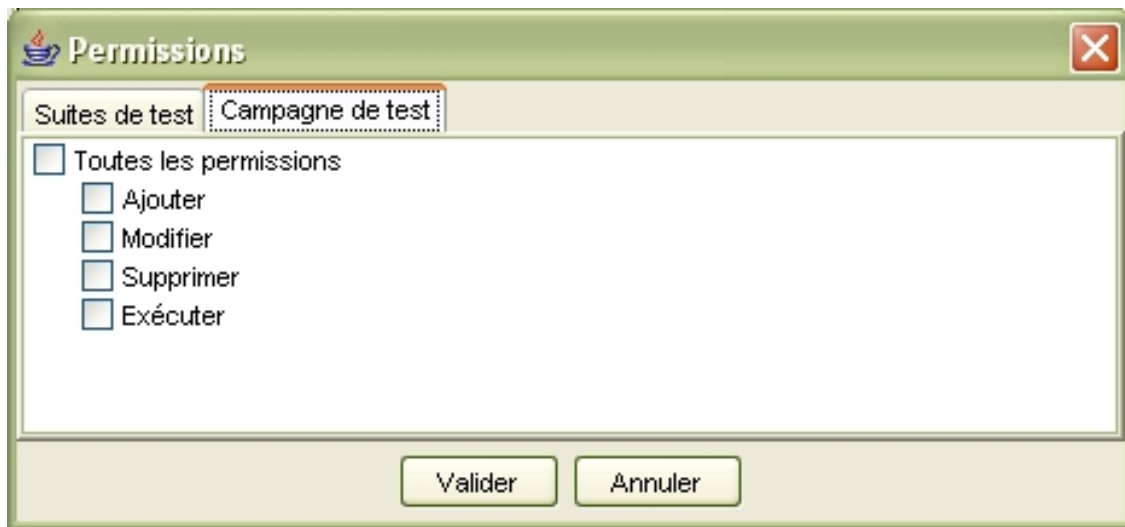 Permissions
Suites de test Campagne de test
Toutes les permissions
Ajouter
Modifier
Supprimer
Exécuter
Valider Annuler